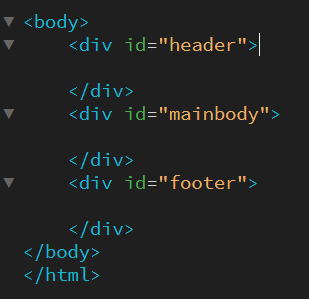 <body>
<div id="header">
</div>
<div id="mainbody">
</div>
<div id="footer">
</div>
</body>
</html>